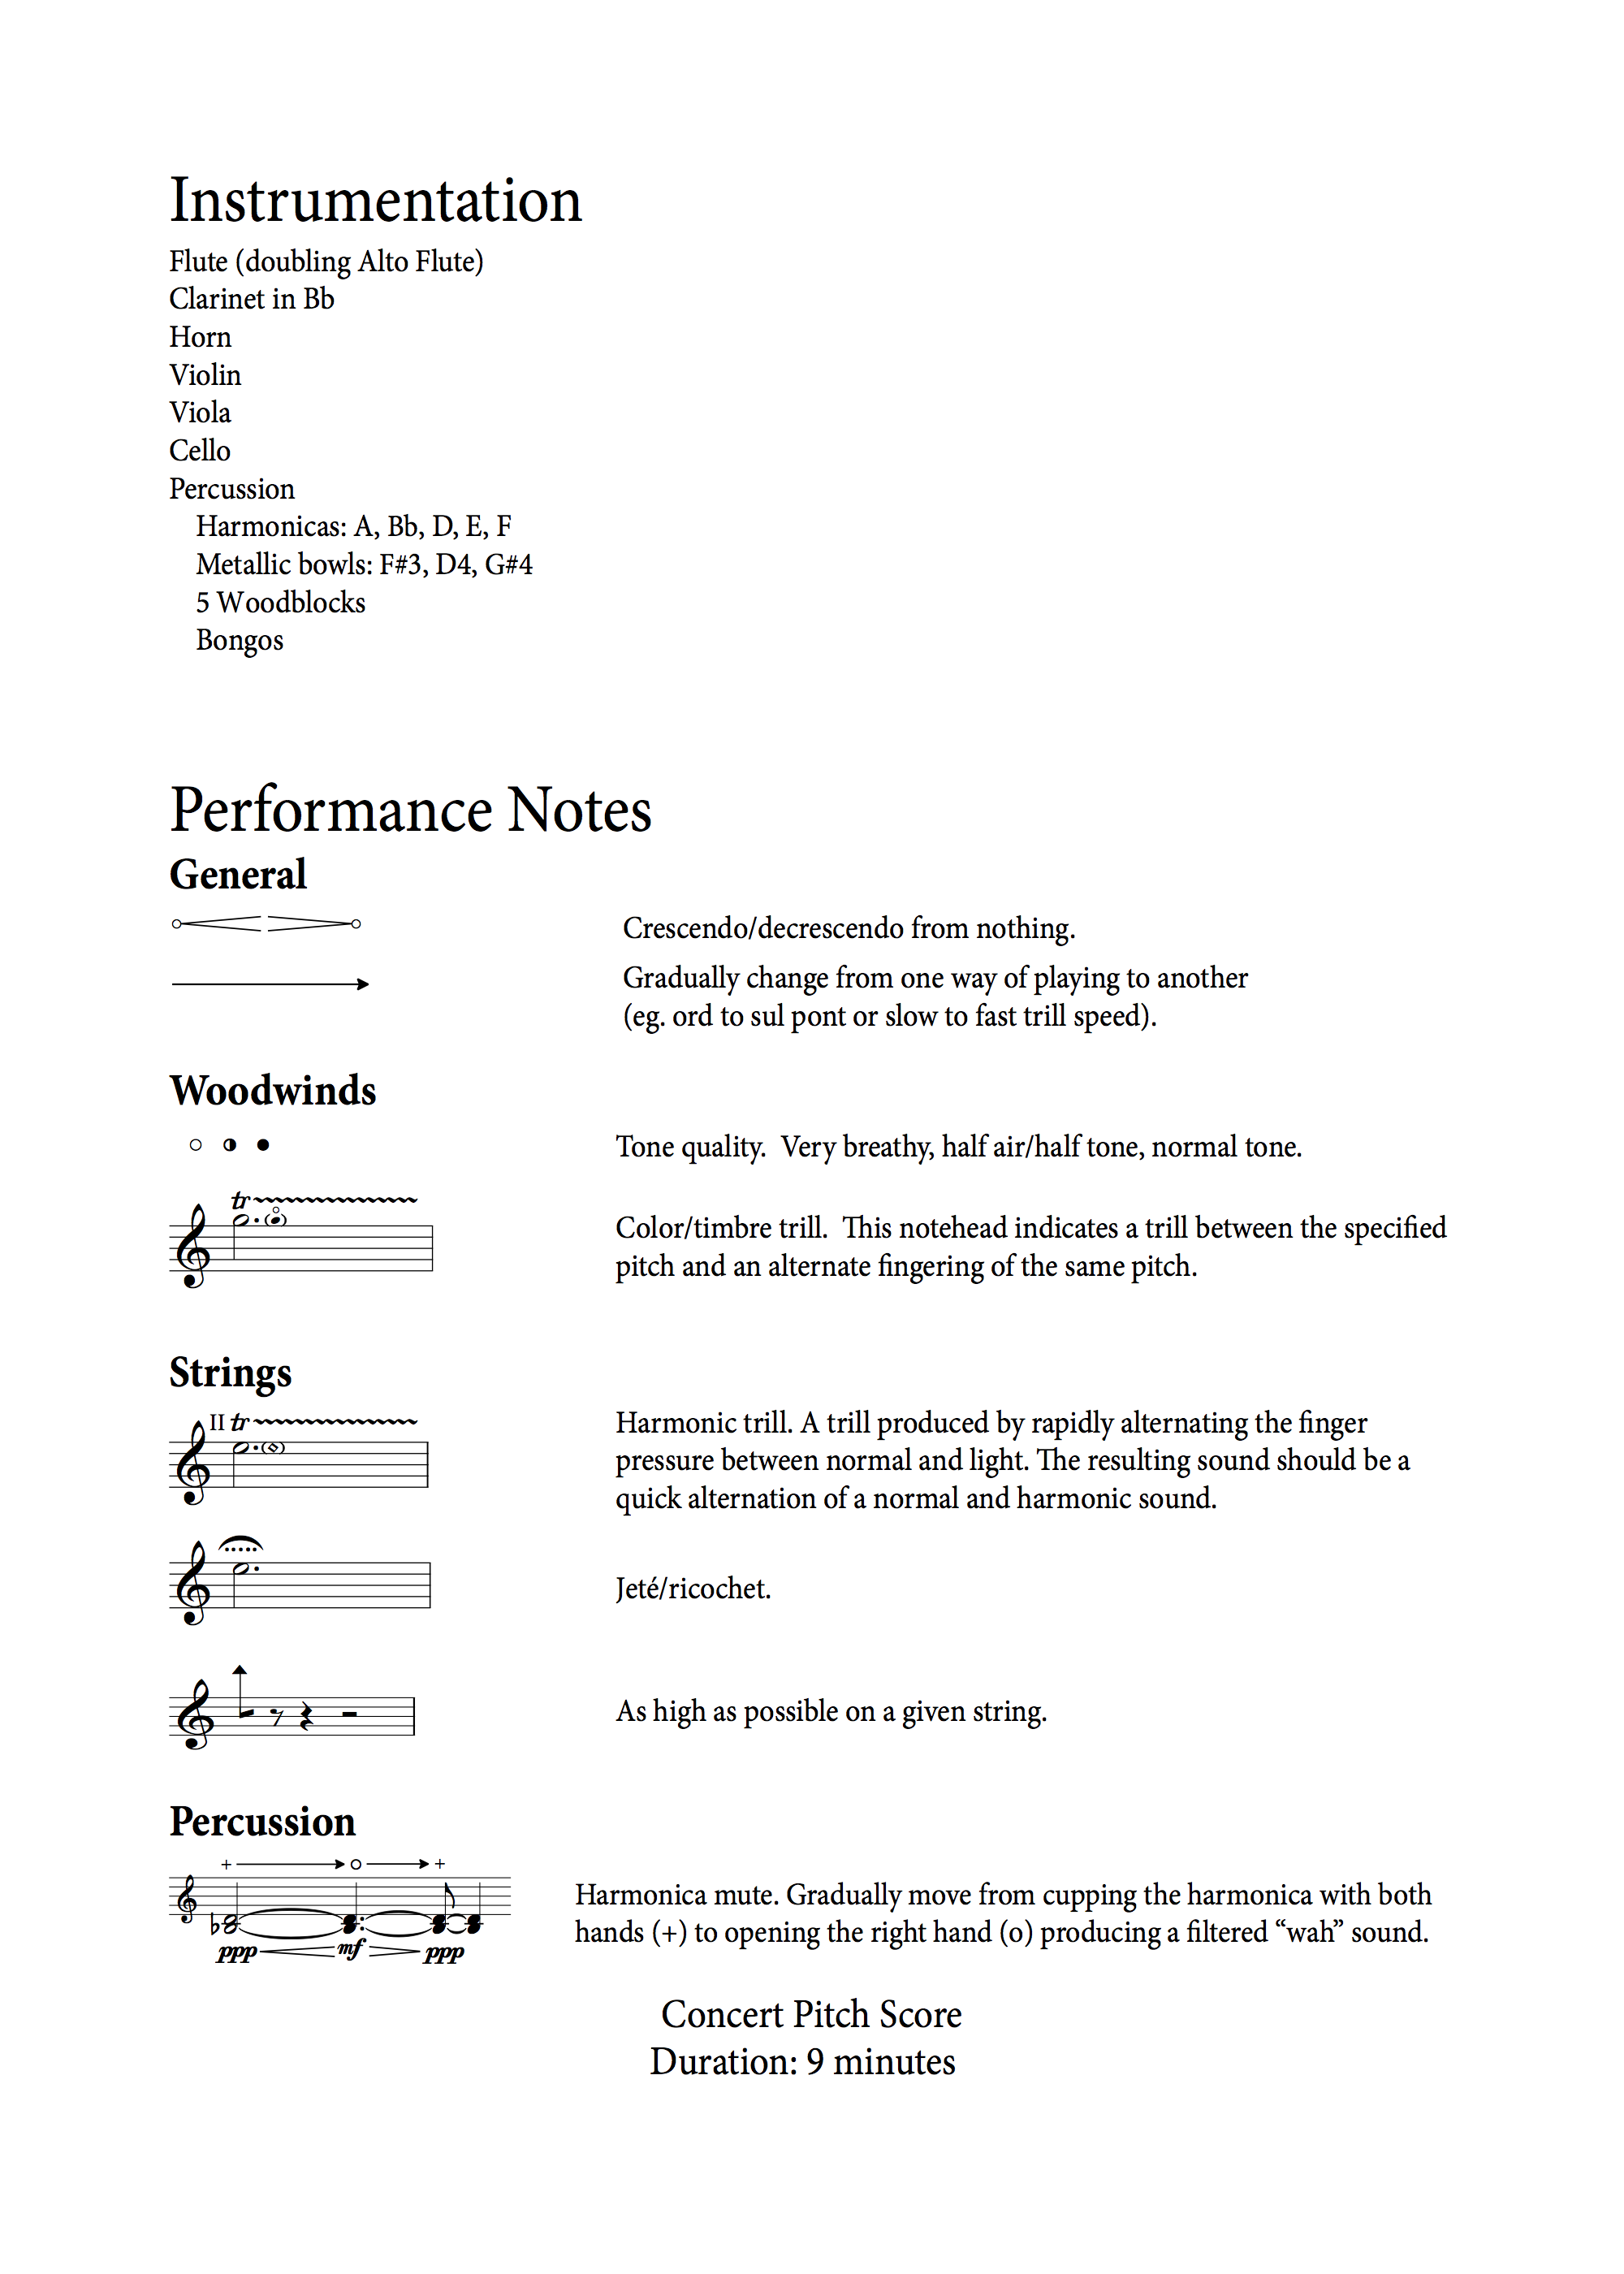 Instrumentation
Flute (doubling Alto Flute)
Clarinet in Bb
Horn
Violin
Viola
Cello
Percussion
Harmonicas: A, Bb, D, E, F
Metallic bowls: F#3, D4, G#4
5 Woodblocks
Bongos
Performance Notes
General
Crescendo/decrescendo from nothing.
Gradually change from one way of playing to another
(eg. ord to sul pont or slow to fast trill speed).
Woodwinds
Tone quality.  Very breathy, half air/half tone, normal tone.
tr
Color/timbre trill.  This notehead indicates a trill between the specified
pitch and an alternate fingering of the same pitch.
Strings
II tr
Harmonic trill. A trill produced by rapidly alternating the finger
pressure between normal and light. The resulting sound should be a
quick alternation of a normal and harmonic sound.
Jeté/ricochet.
As high as possible on a given string.
Percussion
+ o +
Harmonica mute. Gradually move from cupping the harmonica with both
hands (+) to opening the right hand (o) producing a filtered “wah” sound.
ppp mf ppp
Concert Pitch Score
Duration: 9 minutes